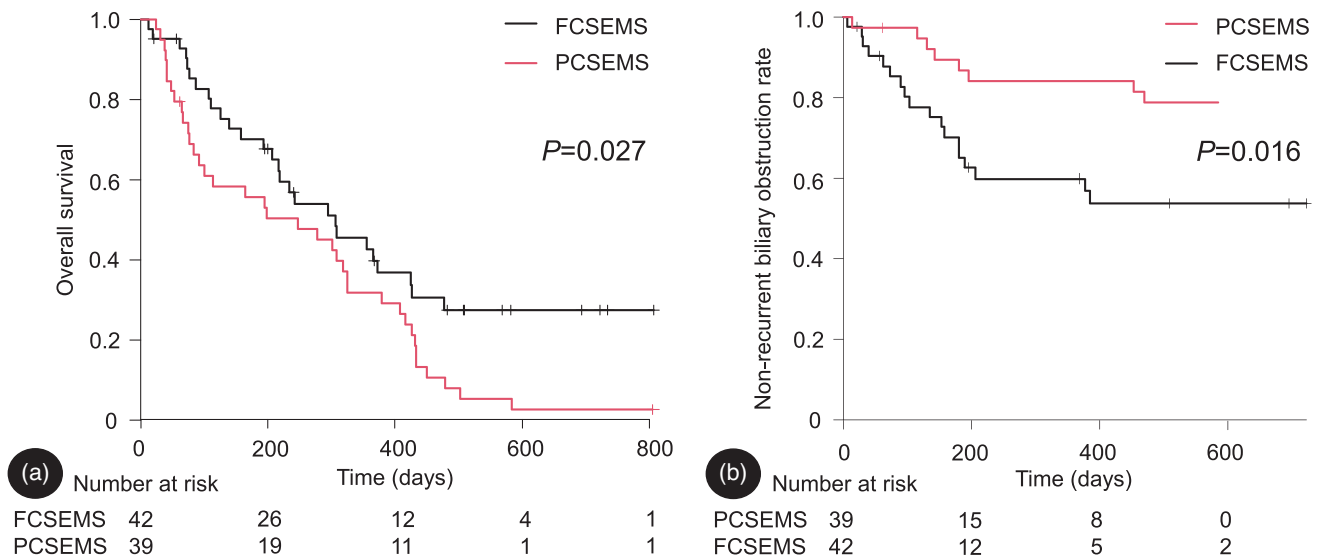 FCSEMS
PCSEMS
P=0.027
Overall survival
1.0
0.8
0.6
0.4
0.2
0
0 200 400 600 800
Time (days)
(a)
Number at risk
FCSEMS 42 26 12 4 1
PCSEMS 39 19 11 1 1
PCSEMS
FCSEMS
P=0.016
Non-recurrent biliary obstruction rate
1.0
0.8
0.6
0.4
0.2
0
0 200 400 600
Time (days)
(b)
Number at risk
PCSEMS 39 15 8 0
FCSEMS 42 12 5 2